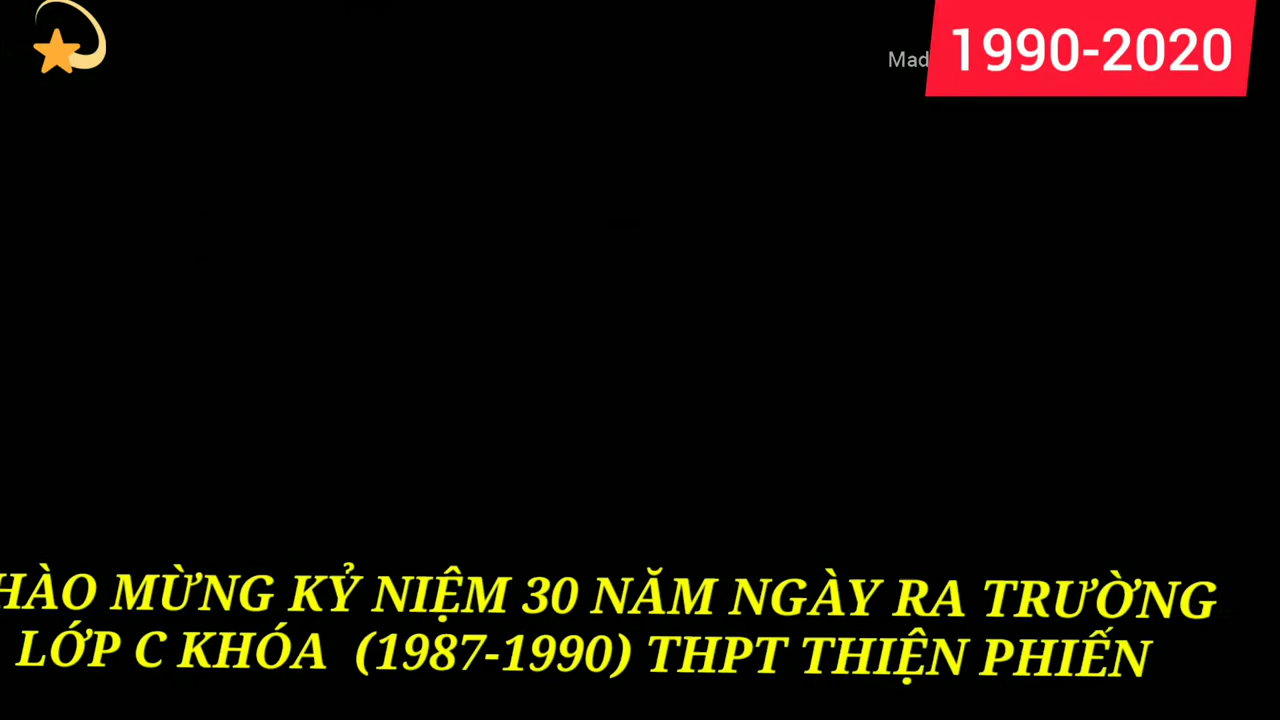 1990-2020
Mad
HÀO MỪNG KỶ NIỆM 30 NĂM NGÀY RA TRƯỜNG
LỚP C KHÓA (1987-1990) THPT THIỆN PHIẾN